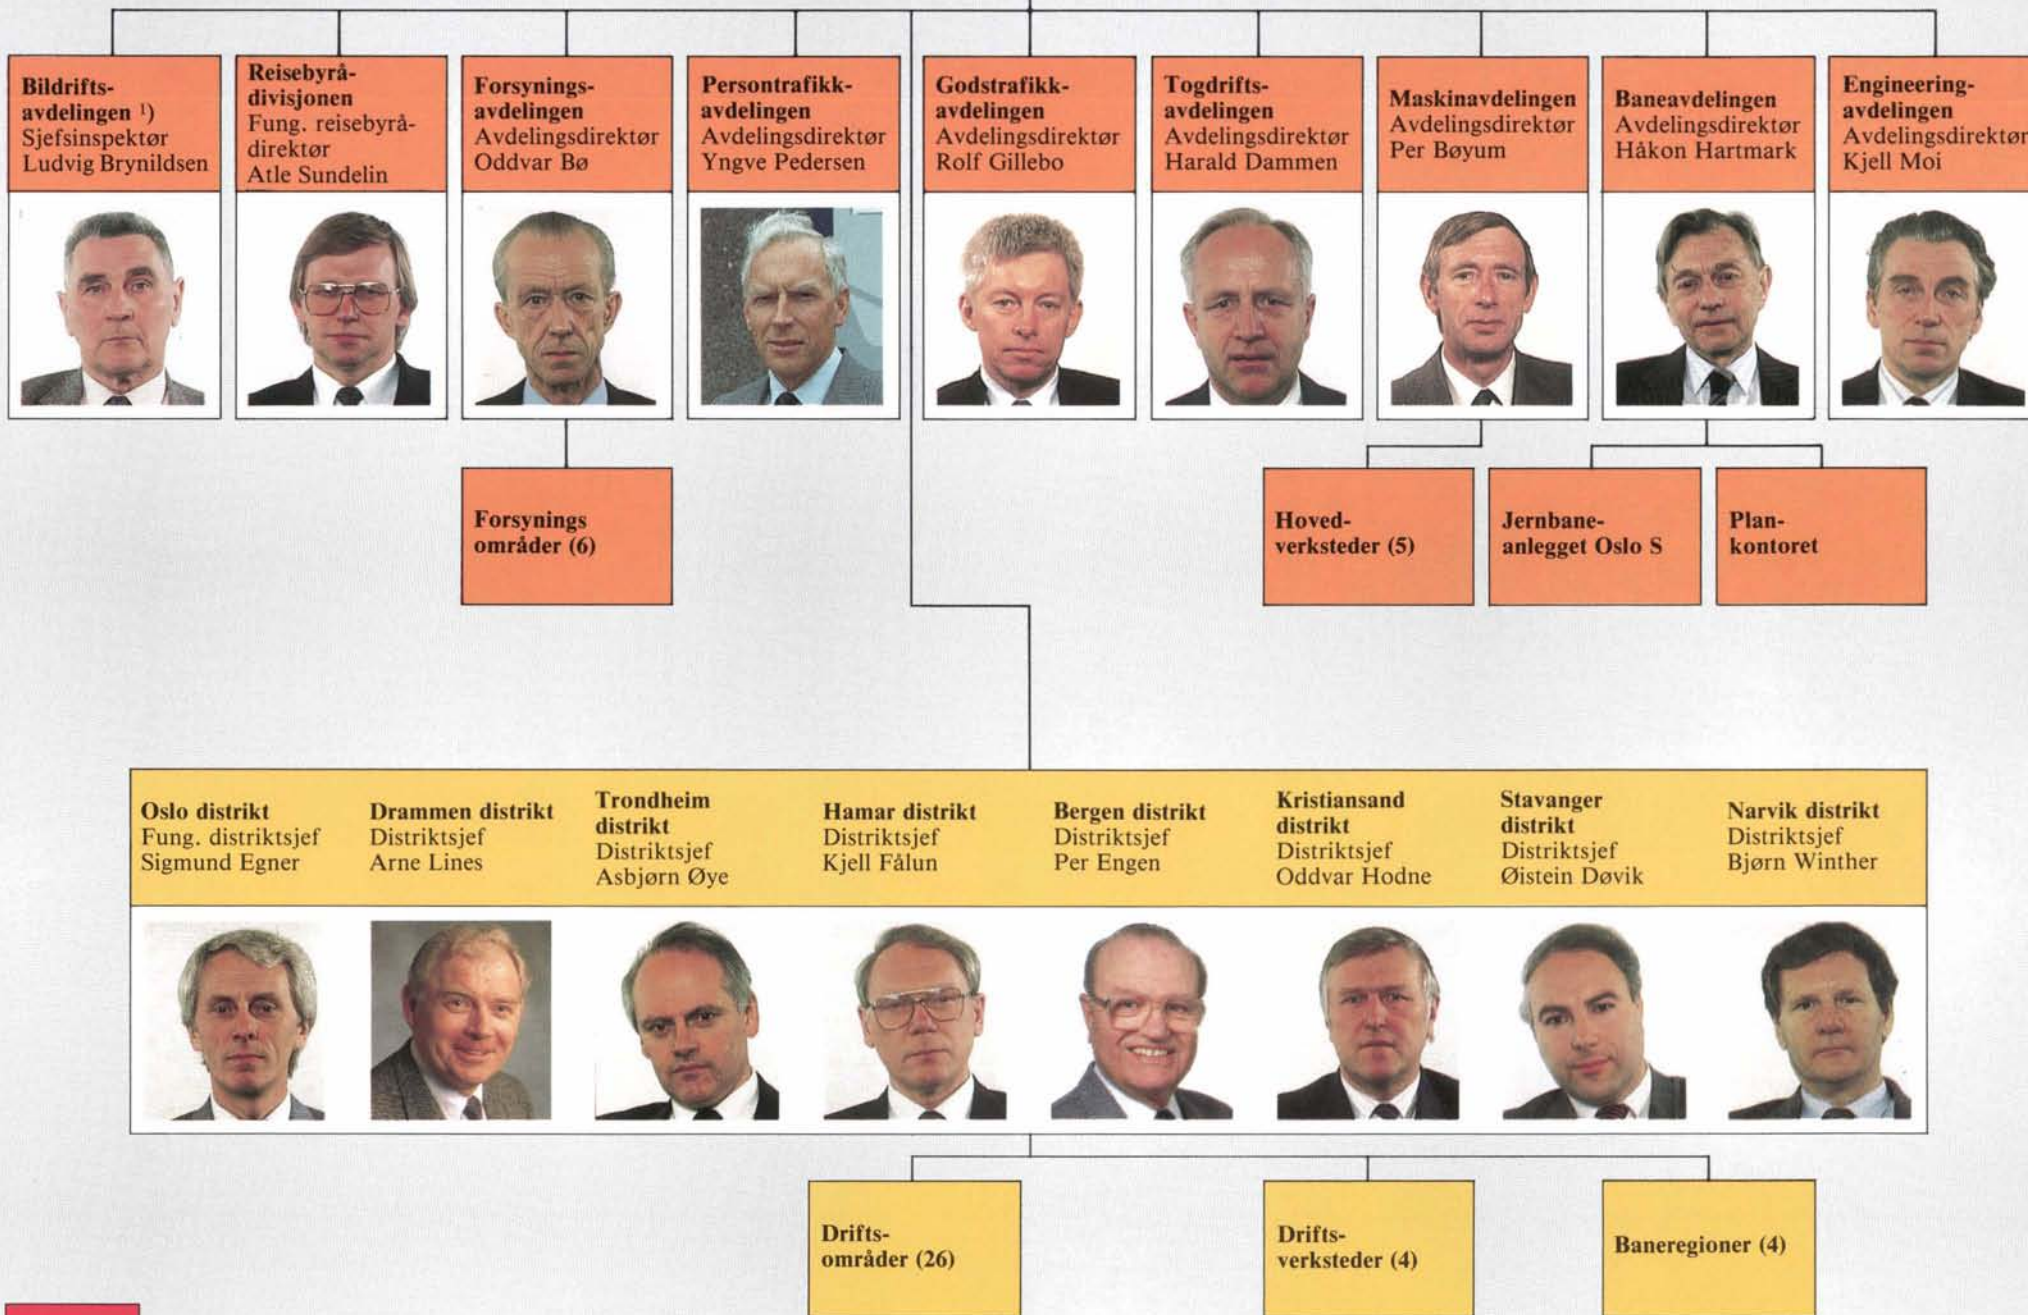 Bildrifts-
avdelingen ¹)
Sjefsinspektør
Ludvig Brynildsen
Reisebyrå-
divisjonen
Fung. reisebyrå-
direktør
Atle Sundelin
Forsynings-
avdelingen
Avdelingsdirektør
Oddvar Bø
Persontrafikk-
avdelingen
Avdelingsdirektør
Yngve Pedersen
Godstrafikk-
avdelingen
Avdelingsdirektør
Rolf Gillebo
Togdrifts-
avdelingen
Avdelingsdirektør
Harald Dammen
Maskinavdelingen
Avdelingsdirektør
Per Bøyum
Baneavdelingen
Avdelingsdirektør
Håkon Hartmark
Engineering-
avdelingen
Avdelingsdirektør
Kjell Moi
Forsynings
områder (6)
Hoved-
verksteder (5)
Jernbane-
anlegget Oslo S
Plan-
kontoret
Oslo distrikt
Fung. distriktsjef
Sigmund Egner
Drammen distrikt
Distriktsjef
Arne Lines
Trondheim
distrikt
Distriktsjef
Asbjørn Øye
Hamar distrikt
Distriktsjef
Kjell Fålun
Bergen distrikt
Distriktsjef
Per Engen
Kristiansand
distrikt
Distriktsjef
Oddvar Hodne
Stavanger
distrikt
Distriktsjef
Øistein Døvik
Narvik distrikt
Distriktsjef
Bjørn Winther
Drifts-
områder (26)
Drifts-
verksteder (4)
Baneregioner (4)